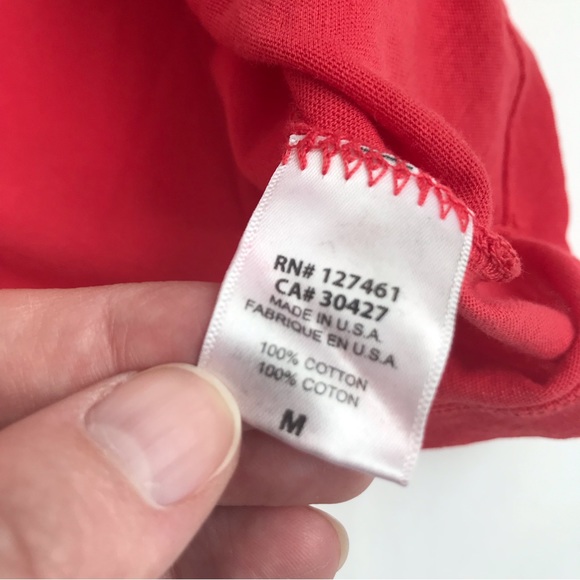 RN# 127461
CA# 30427
MADE IN U.S.A.
FABRIQUE EN U.S.A.
100% COTTON
100% COTON
M